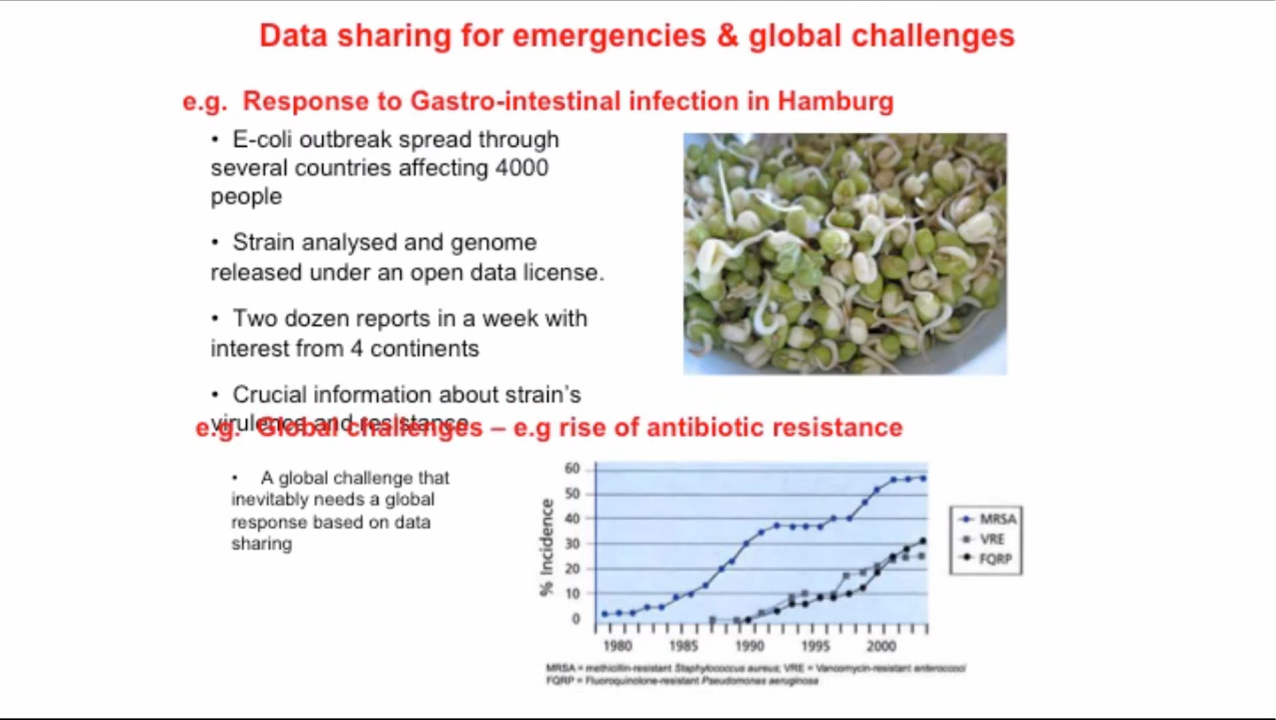 Data sharing for emergencies & global challenges
e.g. Response to Gastro-intestinal infection in Hamburg
• E-coli outbreak spread through
several countries affecting 4000
people
• Strain analysed and genome
released under an open data license.
• Two dozen reports in a week with
interest from 4 continents
• Crucial information about strain's
virulence and resistance
e.g. Global challenges – e.g rise of antibiotic resistance
• A global challenge that
inevitably needs a global
response based on data
sharing
% Incidence
60
50
40
30
20
10
0
1980 1985 1990 1995 2000
MRSA
VRE
FQRP
MRSA = methicillin-resistant Staphylococcus aureus; VRE = Vancomycin-resistant enterococci
FQRP = Fluoroquinolone-resistant Pseudomonas aeruginosa